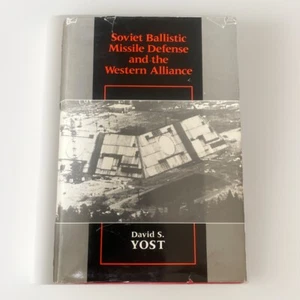 Soviet Ballistic
Missile Defense
and the
Western Alliance
David S.
YOST